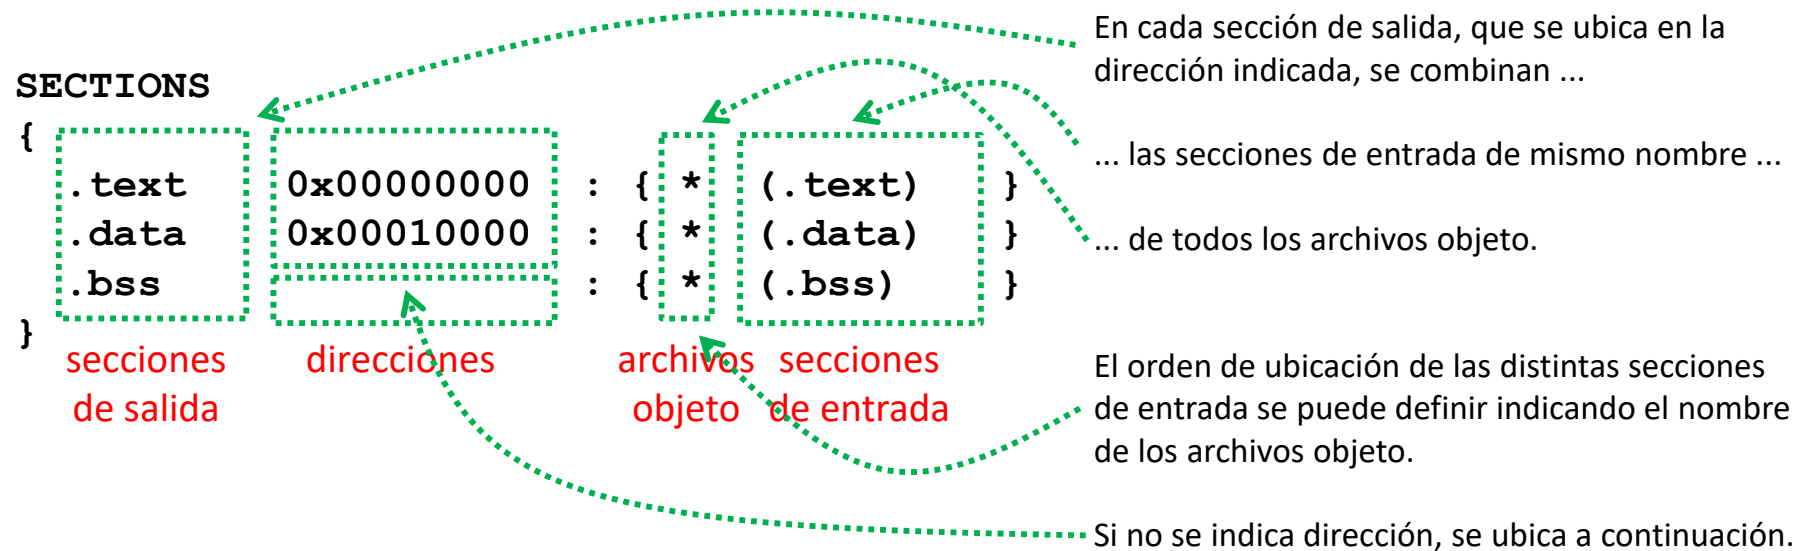 SECTIONS
{
.text 0x00000000 : { * (.text) }
.data 0x00010000 : { * (.data) }
.bss : { * (.bss) }
}
secciones
de salida
direcciones
archivos
objeto
secciones
de entrada
En cada sección de salida, que se ubica en la
dirección indicada, se combinan ...
... las secciones de entrada de mismo nombre ...
... de todos los archivos objeto.
El orden de ubicación de las distintas secciones
de entrada se puede definir indicando el nombre
de los archivos objeto.
Si no se indica dirección, se ubica a continuación.